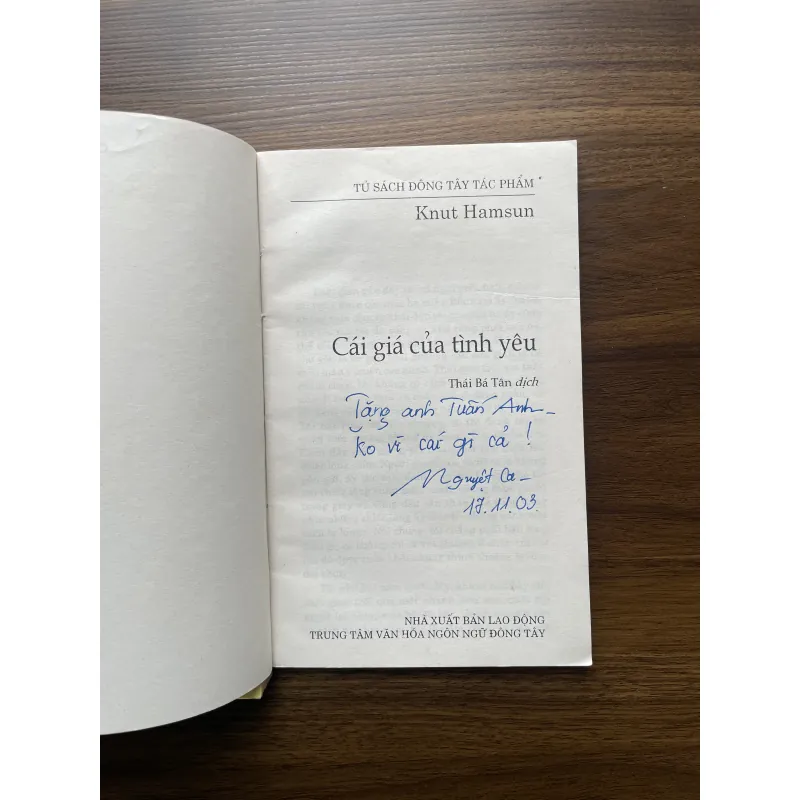 TỦ SÁCH ĐÔNG TÂY TÁC PHẨM
Knut Hamsun
Cái giá của tình yêu
Thái Bá Tân dịch
Tặng anh Tuấn Anh_
ko vì cái gì cả !
Nguyệt Ca_
17.11.03.
NHÀ XUẤT BẢN LAO ĐỘNG
TRUNG TÂM VĂN HÓA NGÔN NGỮ ĐÔNG TÂY